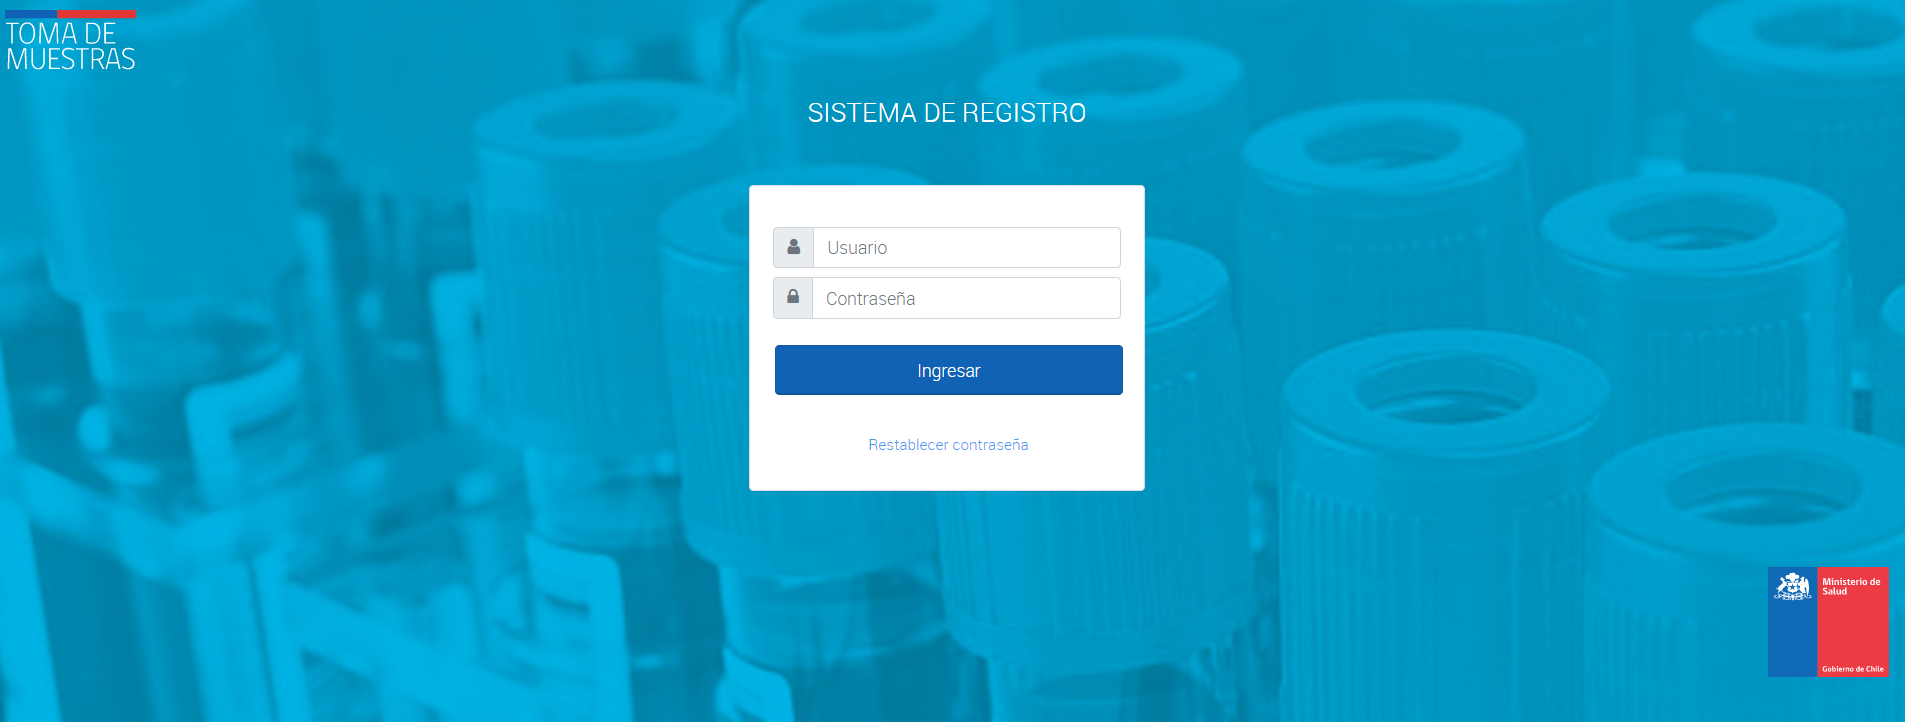 TOMA DE
MUESTRAS
SISTEMA DE REGISTRO
Usuario
Contraseña
Ingresar
Restablecer contraseña
Ministerio de
Salud
Gobierno de Chile